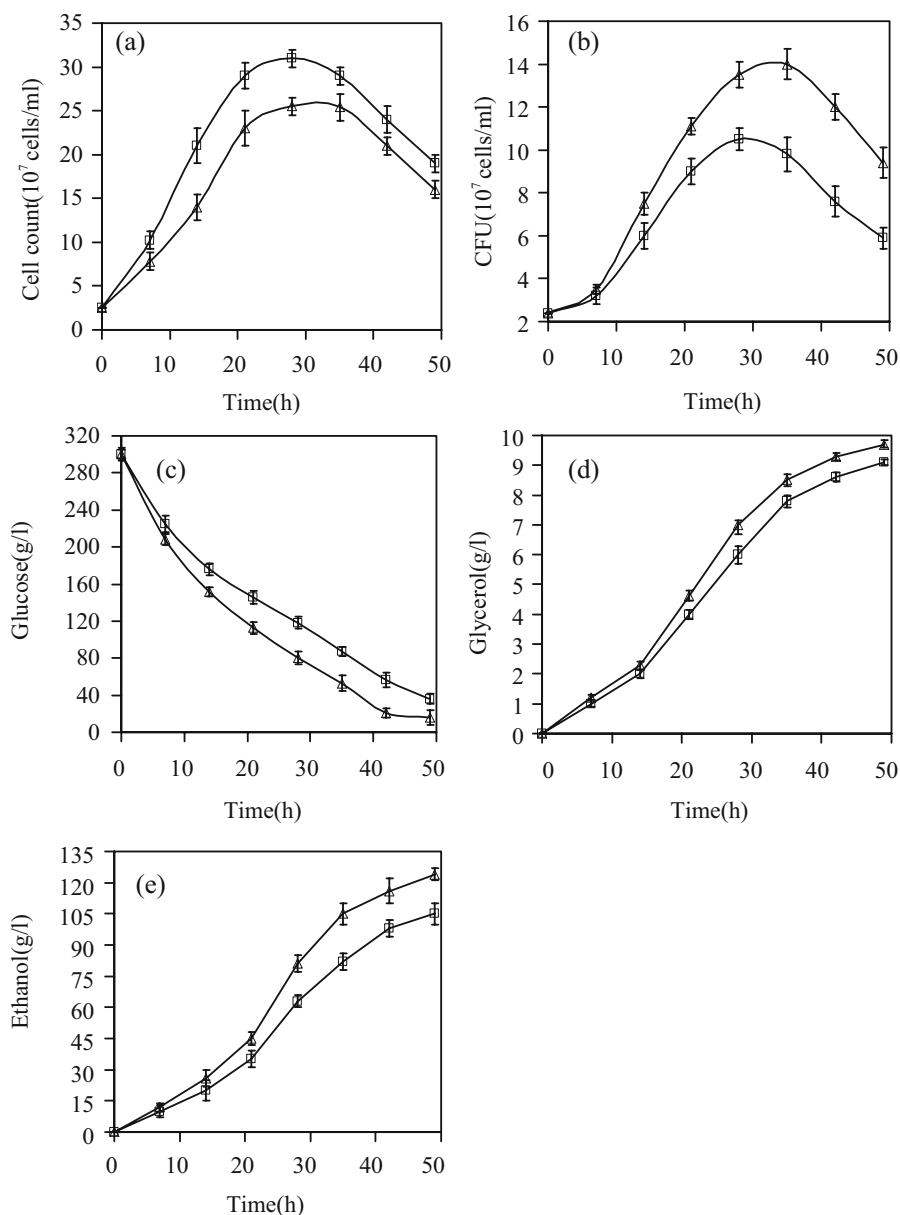 (a)
35
30
25
20
15
10
5
0
Cell count(10⁷ cells/ml)
0 10 20 30 40 50
Time(h)
(b)
16
14
12
10
8
6
4
2
CFU(10⁷ cells/ml)
0 10 20 30 40 50
Time(h)
(c)
320
280
240
200
160
120
80
40
0
Glucose(g/l)
0 10 20 30 40 50
Time(h)
(d)
10
9
8
7
6
5
4
3
2
1
0
Glycerol(g/l)
0 10 20 30 40 50
Time(h)
(e)
135
120
105
90
75
60
45
30
15
0
Ethanol(g/l)
0 10 20 30 40 50
Time(h)